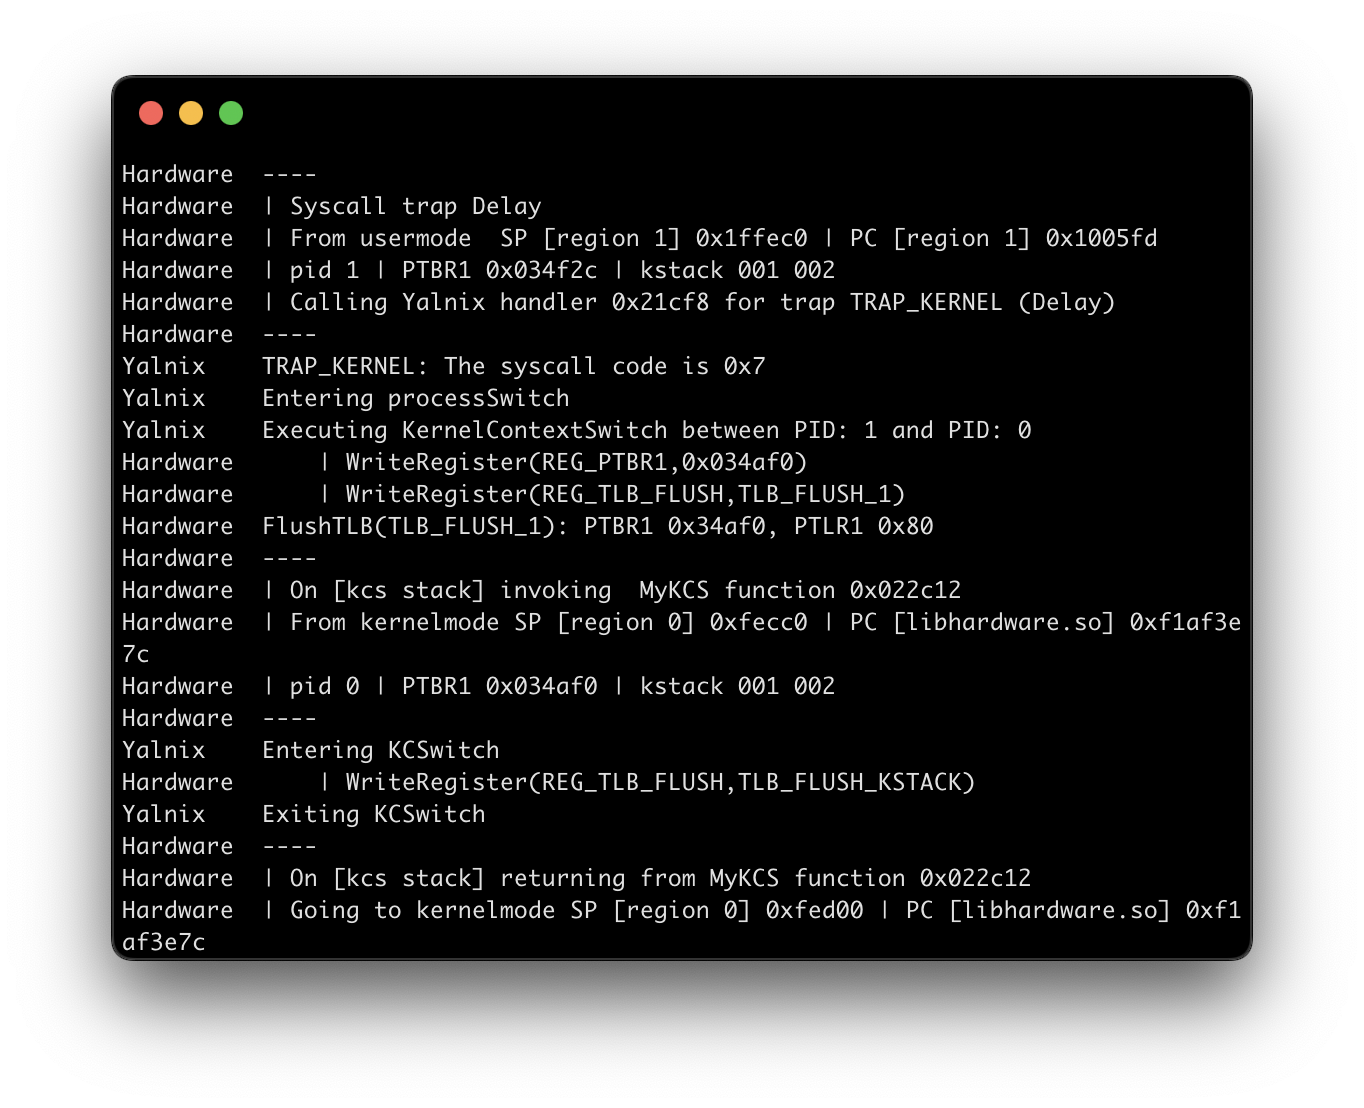 Hardware  ----
Hardware  | Syscall trap Delay
Hardware  | From usermode  SP [region 1] 0x1ffec0 | PC [region 1] 0x1005fd
Hardware  | pid 1 | PTBR1 0x034f2c | kstack 001 002
Hardware  | Calling Yalnix handler 0x21cf8 for trap TRAP_KERNEL (Delay)
Hardware  ----
Yalnix    TRAP_KERNEL: The syscall code is 0x7
Yalnix    Entering processSwitch
Yalnix    Executing KernelContextSwitch between PID: 1 and PID: 0
Hardware      | WriteRegister(REG_PTBR1,0x034af0)
Hardware      | WriteRegister(REG_TLB_FLUSH,TLB_FLUSH_1)
Hardware  FlushTLB(TLB_FLUSH_1): PTBR1 0x34af0, PTLR1 0x80
Hardware  ----
Hardware  | On [kcs stack] invoking  MyKCS function 0x022c12
Hardware  | From kernelmode SP [region 0] 0xfecc0 | PC [libhardware.so] 0xf1af3e
7c
Hardware  | pid 0 | PTBR1 0x034af0 | kstack 001 002
Hardware  ----
Yalnix    Entering KCSwitch
Hardware      | WriteRegister(REG_TLB_FLUSH,TLB_FLUSH_KSTACK)
Yalnix    Exiting KCSwitch
Hardware  ----
Hardware  | On [kcs stack] returning from MyKCS function 0x022c12
Hardware  | Going to kernelmode SP [region 0] 0xfed00 | PC [libhardware.so] 0xf1
af3e7c